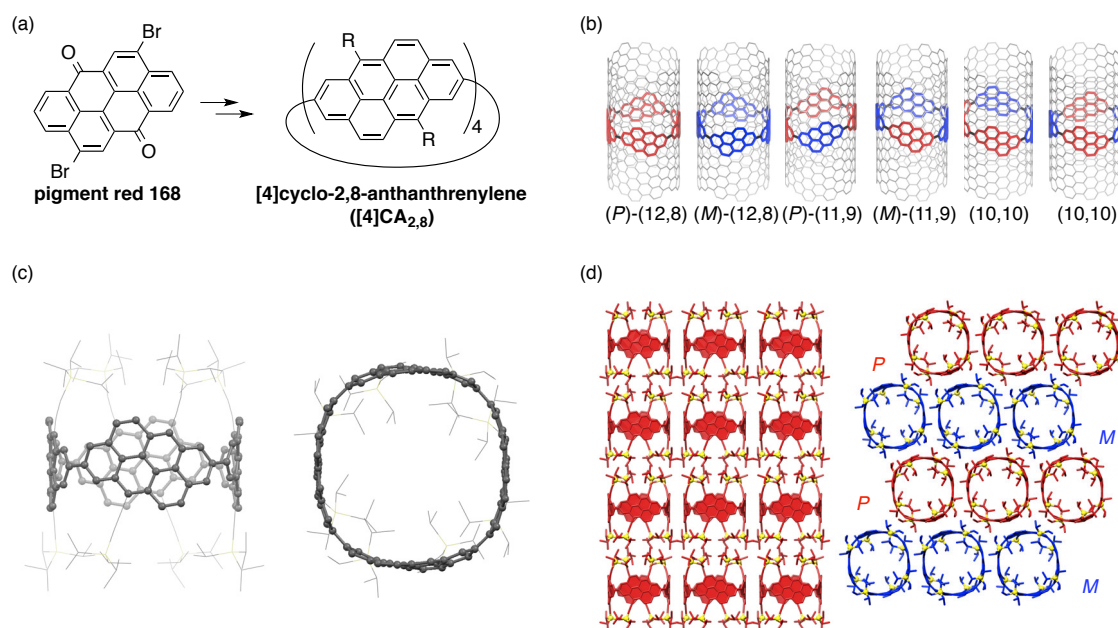 (a)
Br
O
O
Br
pigment red 168
R
R
4
[4]cyclo-2,8-anthanthrenylene
([4]CA2,8)
(b)
(P)-(12,8) (M)-(12,8) (P)-(11,9) (M)-(11,9) (10,10) (10,10)
(c)
(d)
P
M
P
M